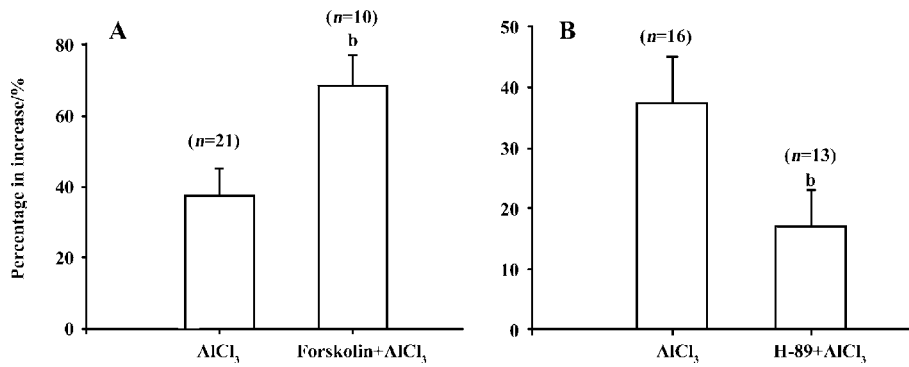 A
Percentage in increase/%
80
60
40
20
0
(n=21)
(n=10)
b
AlCl3
Forskolin+AlCl3
B
50
40
30
20
10
0
(n=16)
(n=13)
b
AlCl3
H-89+AlCl3